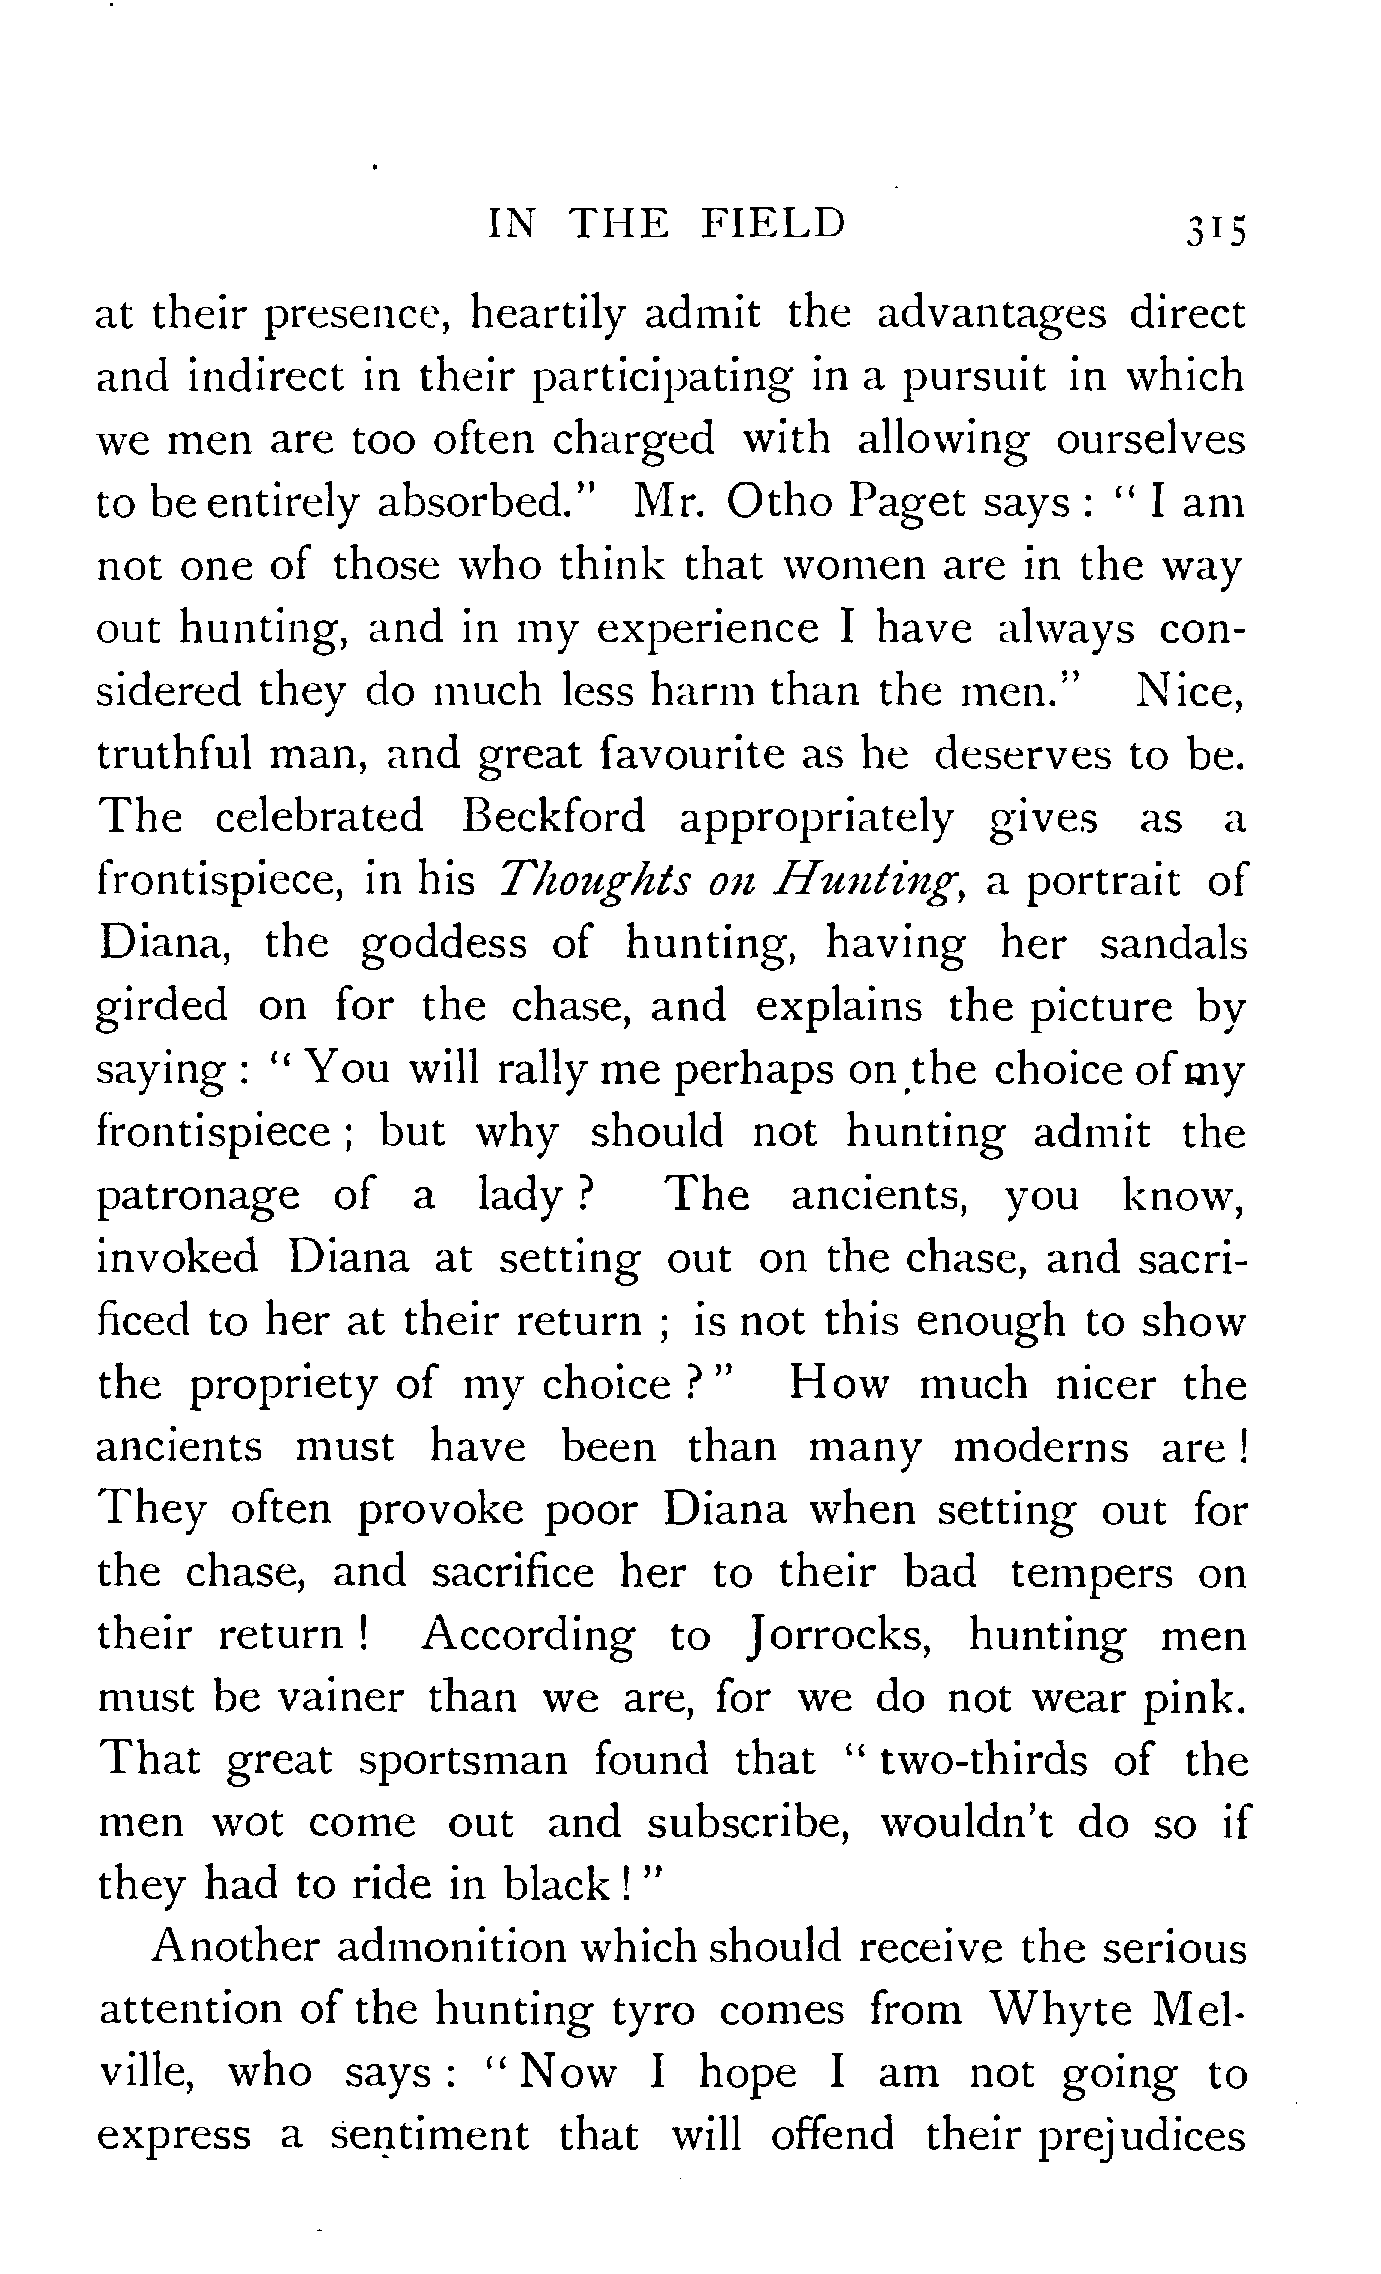 IN THE FIELD 315
at their presence, heartily admit the advantages direct
and indirect in their participating in a pursuit in which
we men are too often charged with allowing ourselves
to be entirely absorbed." Mr. Otho Paget says : " I am
not one of those who think that women are in the way
out hunting, and in my experience I have always con-
sidered they do much less harm than the men." Nice,
truthful man, and great favourite as he deserves to be.
The celebrated Beckford appropriately gives as a
frontispiece, in his Thoughts on Hunting, a portrait of
Diana, the goddess of hunting, having her sandals
girded on for the chase, and explains the picture by
saying : " You will rally me perhaps on the choice of my
frontispiece ; but why should not hunting admit the
patronage of a lady ? The ancients, you know,
invoked Diana at setting out on the chase, and sacri-
ficed to her at their return ; is not this enough to show
the propriety of my choice ? " How much nicer the
ancients must have been than many moderns are !
They often provoke poor Diana when setting out for
the chase, and sacrifice her to their bad tempers on
their return ! According to Jorrocks, hunting men
must be vainer than we are, for we do not wear pink.
That great sportsman found that " two-thirds of the
men wot come out and subscribe, wouldn't do so if
they had to ride in black ! "
Another admonition which should receive the serious
attention of the hunting tyro comes from Whyte Mel-
ville, who says : " Now I hope I am not going to
express a sentiment that will offend their prejudices